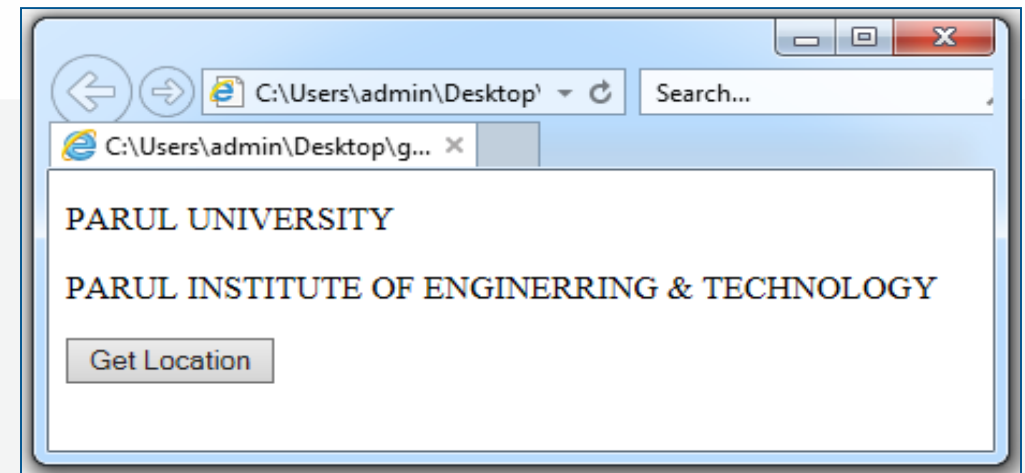 C:\Users\admin\Desktop\
Search...
C:\Users\admin\Desktop\g...
PARUL UNIVERSITY
PARUL INSTITUTE OF ENGINERRING & TECHNOLOGY
Get Location